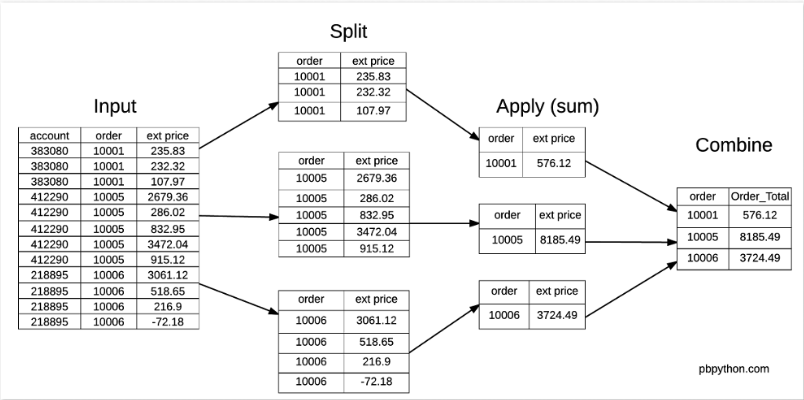 Split
order ext price
10001 235.83
10001 232.32
10001 107.97
Input
account order ext price
383080 10001 235.83
383080 10001 232.32
383080 10001 107.97
412290 10005 2679.36
412290 10005 286.02
412290 10005 832.95
412290 10005 3472.04
412290 10005 915.12
218895 10006 3061.12
218895 10006 518.65
218895 10006 216.9
218895 10006 -72.18
order ext price
10005 2679.36
10005 286.02
10005 832.95
10005 3472.04
10005 915.12
order ext price
10006 3061.12
10006 518.65
10006 216.9
10006 -72.18
Apply (sum)
order ext price
10001 576.12
order ext price
10005 8185.49
order ext price
10006 3724.49
Combine
order Order_Total
10001 576.12
10005 8185.49
10006 3724.49
pbpython.com